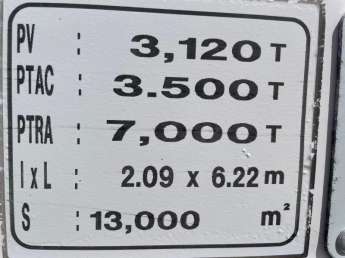 PV : 3,120 T
PTAC : 3.500 T
PTRA : 7,000 T
I x L : 2.09 x 6.22 m
S : 13,000 m²